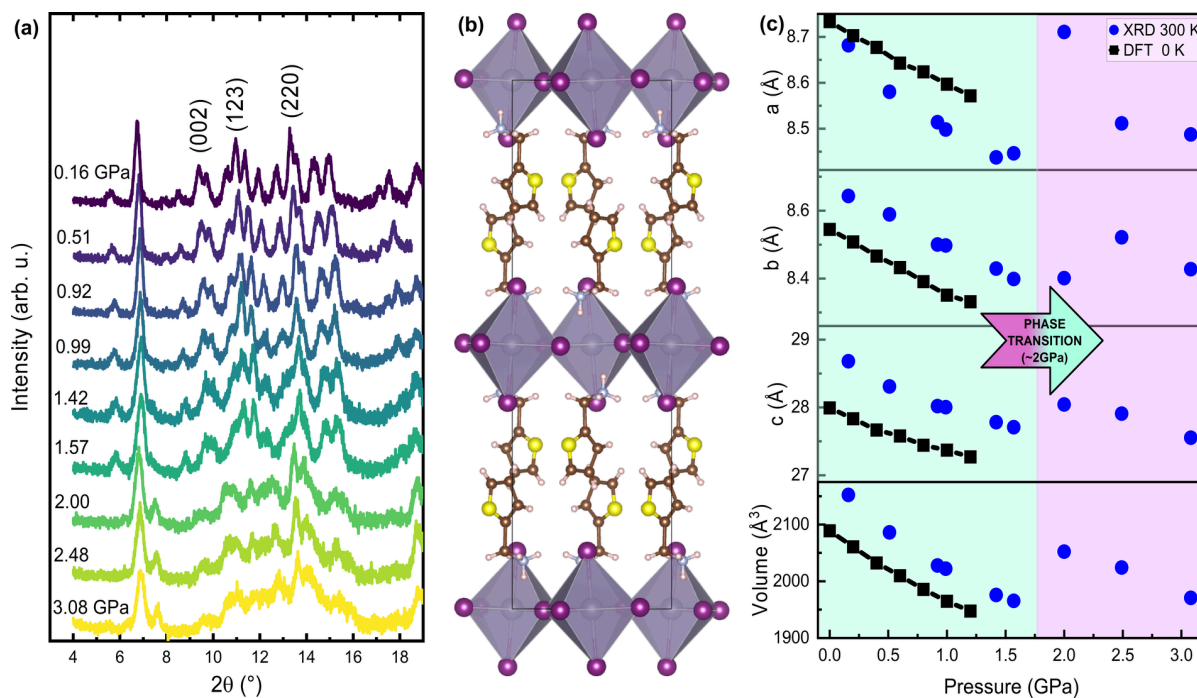 (a)
(002)
(123)
(220)
0.16 GPa
0.51
0.92
0.99
1.42
1.57
2.00
2.48
3.08 GPa
Intensity (arb. u.)
4 6 8 10 12 14 16 18
2θ (°)
(b)
(c)
XRD 300 K
DFT 0 K
8.7
8.6
8.5
a (Å)
8.6
8.4
b (Å)
PHASE
TRANSITION
(~2GPa)
29
28
27
c (Å)
2100
2000
1900
Volume (Å³)
0.0 0.5 1.0 1.5 2.0 2.5 3.0
Pressure (GPa)